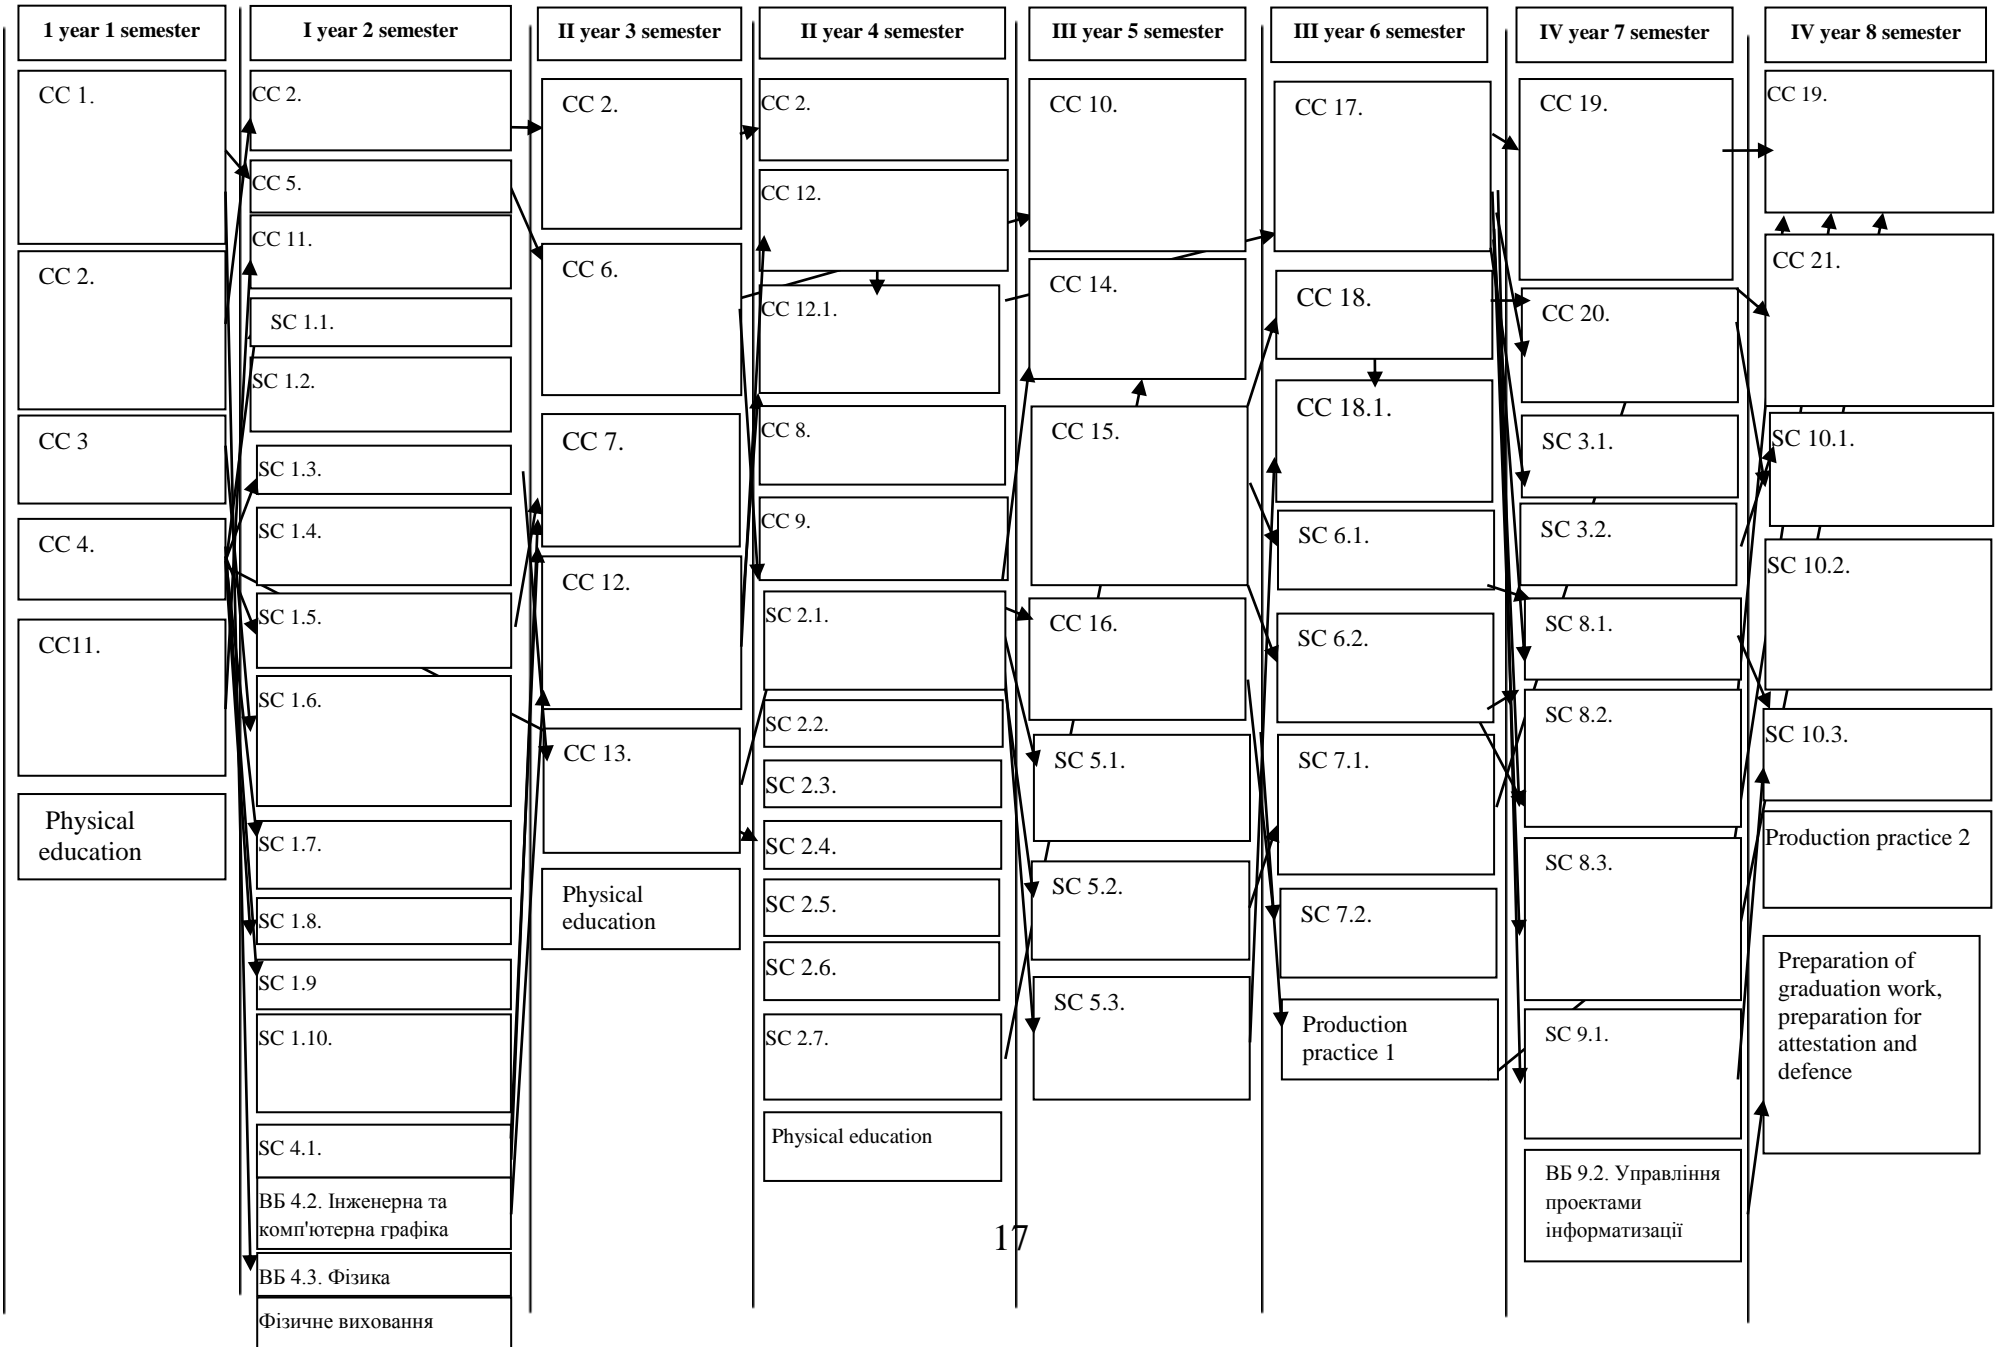 1 year 1 semester
CC 1.
CC 2.
CC 3
CC 4.
CC11.
Physical
education
I year 2 semester
CC 2.
CC 5.
CC 11.
SC 1.1.
SC 1.2.
SC 1.3.
SC 1.4.
SC 1.5.
SC 1.6.
SC 1.7.
SC 1.8.
SC 1.9
SC 1.10.
SC 4.1.
ВБ 4.2. Інженерна та
комп'ютерна графіка
ВБ 4.3. Фізика
Фізичне виховання
II year 3 semester
CC 2.
CC 6.
CC 7.
CC 12.
CC 13.
Physical
education
II year 4 semester
CC 2.
CC 12.
CC 12.1.
CC 8.
CC 9.
SC 2.1.
SC 2.2.
SC 2.3.
SC 2.4.
SC 2.5.
SC 2.6.
SC 2.7.
Physical education
III year 5 semester
CC 10.
CC 14.
CC 15.
CC 16.
SC 5.1.
SC 5.2.
SC 5.3.
III year 6 semester
CC 17.
CC 18.
CC 18.1.
SC 6.1.
SC 6.2.
SC 7.1.
SC 7.2.
Production
practice 1
IV year 7 semester
CC 19.
CC 20.
SC 3.1.
SC 3.2.
SC 8.1.
SC 8.2.
SC 8.3.
SC 9.1.
ВБ 9.2. Управління
проектами
інформатизації
IV year 8 semester
CC 19.
CC 21.
SC 10.1.
SC 10.2.
SC 10.3.
Production practice 2
Preparation of
graduation work,
preparation for
attestation and
defence
17